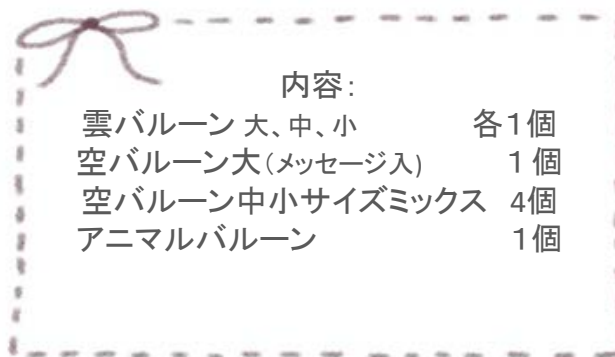 内容:
雲バルーン 大、中、小 各1個
空バルーン大(メッセージ入) 1個
空バルーン中小サイズミックス 4個
アニマルバルーン 1個